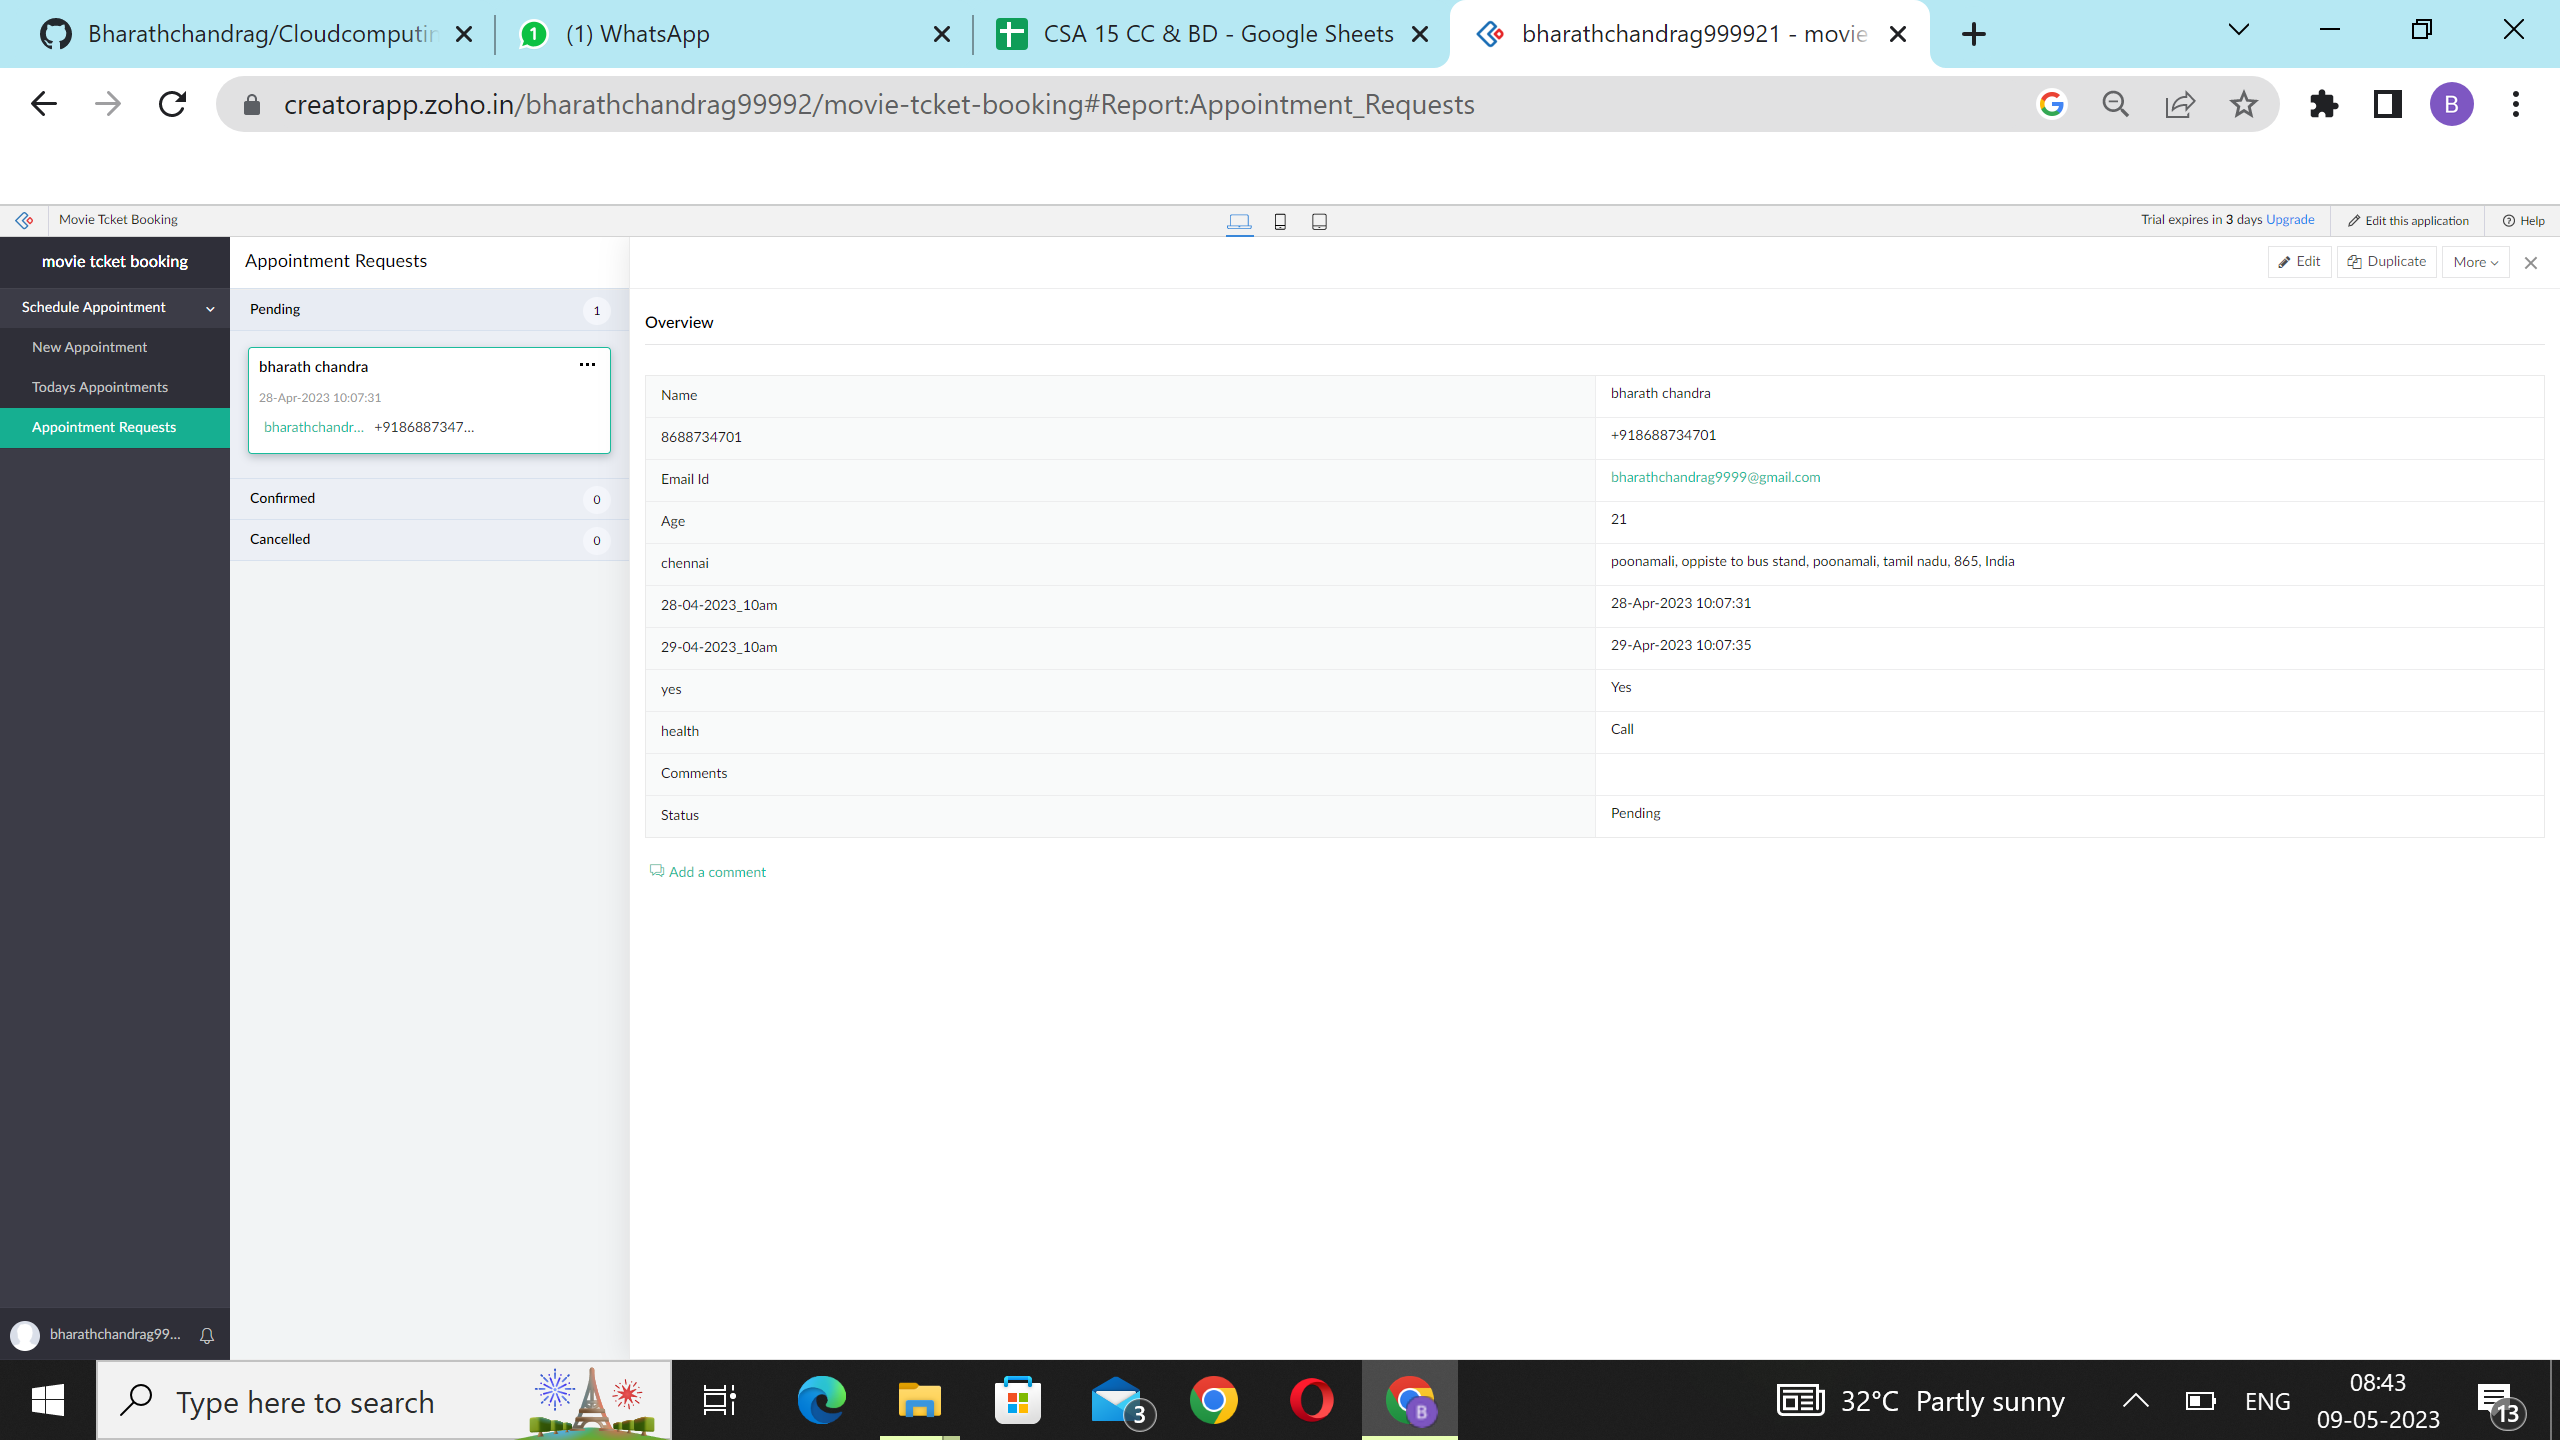 Bharathchandrag/Cloudcomputin
1 (1) WhatsApp
CSA 15 CC & BD - Google Sheets
bharathchandrag999921 - movie
creatorapp.zoho.in/bharathchandrag99992/movie-tcket-booking#Report:Appointment_Requests
B
Movie Tcket Booking
Trial expires in 3 days Upgrade
Edit this application
Help
movie tcket booking
Schedule Appointment
New Appointment
Todays Appointments
Appointment Requests
Appointment Requests
Pending 1
bharath chandra
28-Apr-2023 10:07:31
bharathchandr... +9186887347...
Confirmed 0
Cancelled 0
Edit
Duplicate
More
Overview
Name bharath chandra
8688734701 +918688734701
Email Id bharathchandrag9999@gmail.com
Age 21
chennai poonamali, oppiste to bus stand, poonamali, tamil nadu, 865, India
28-04-2023_10am 28-Apr-2023 10:07:31
29-04-2023_10am 29-Apr-2023 10:07:35
yes Yes
health Call
Comments
Status Pending
Add a comment
bharathchandrag99...
Type here to search
3
B
32°C Partly sunny
ENG
08:43
09-05-2023
13